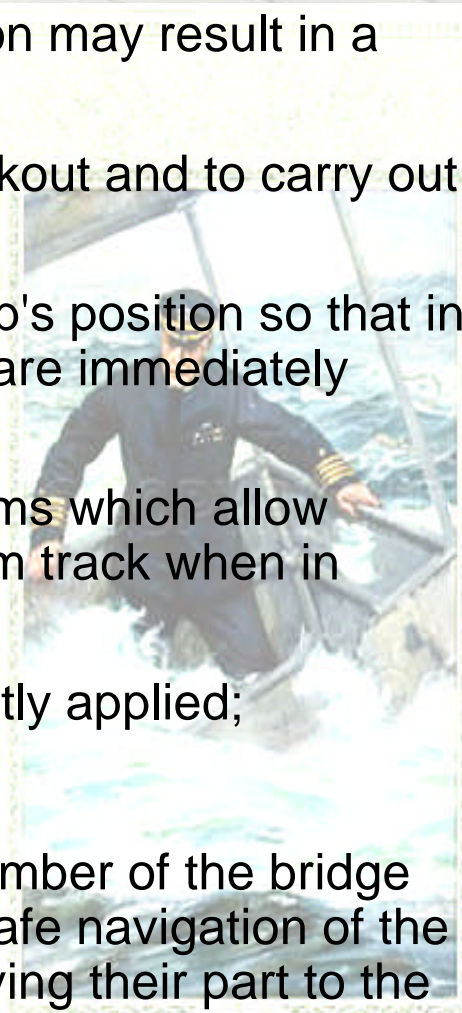 on may result in a
kout and to carry out
p's position so that in
are immediately
ms which allow
m track when in
tly applied;
mber of the bridge
afe navigation of the
ying their part to the